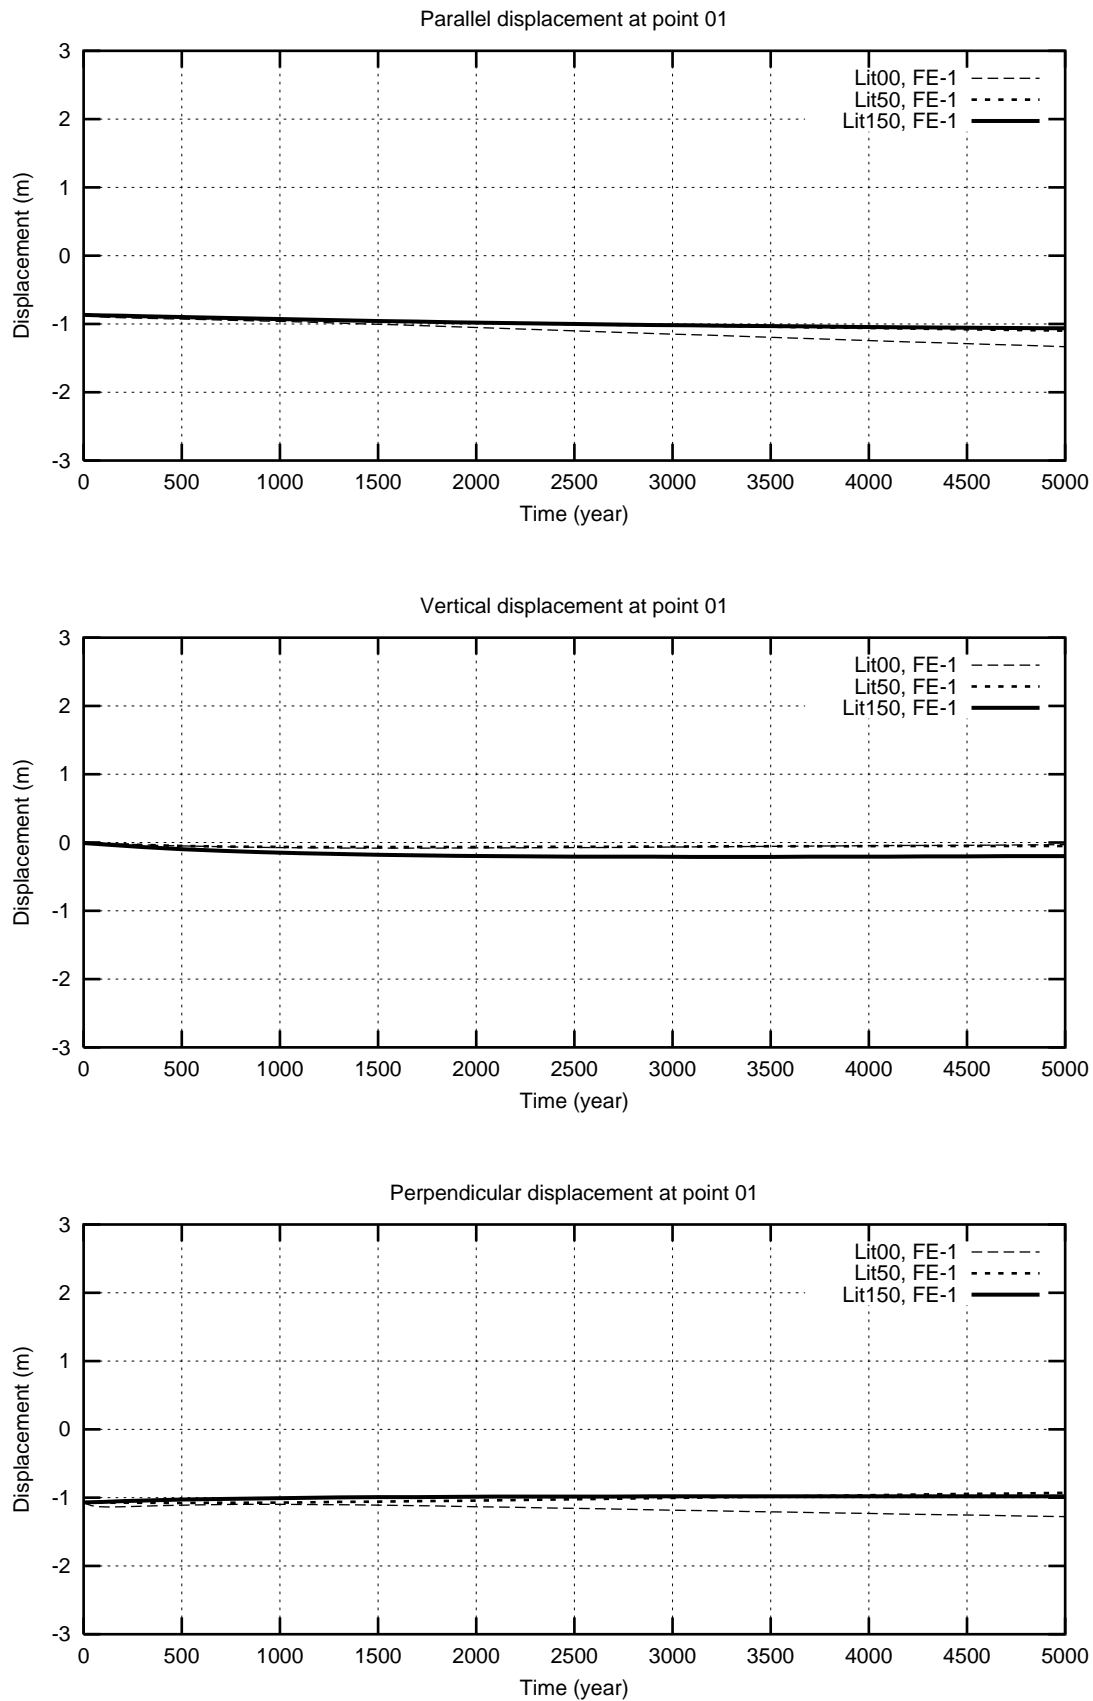 Parallel displacement at point 01
3
2
1
0
-1
-2
-3
Displacement (m)
Lit00, FE-1
Lit50, FE-1
Lit150, FE-1
0 500 1000 1500 2000 2500 3000 3500 4000 4500 5000
Time (year)
Vertical displacement at point 01
3
2
1
0
-1
-2
-3
Displacement (m)
Lit00, FE-1
Lit50, FE-1
Lit150, FE-1
0 500 1000 1500 2000 2500 3000 3500 4000 4500 5000
Time (year)
Perpendicular displacement at point 01
3
2
1
0
-1
-2
-3
Displacement (m)
Lit00, FE-1
Lit50, FE-1
Lit150, FE-1
0 500 1000 1500 2000 2500 3000 3500 4000 4500 5000
Time (year)